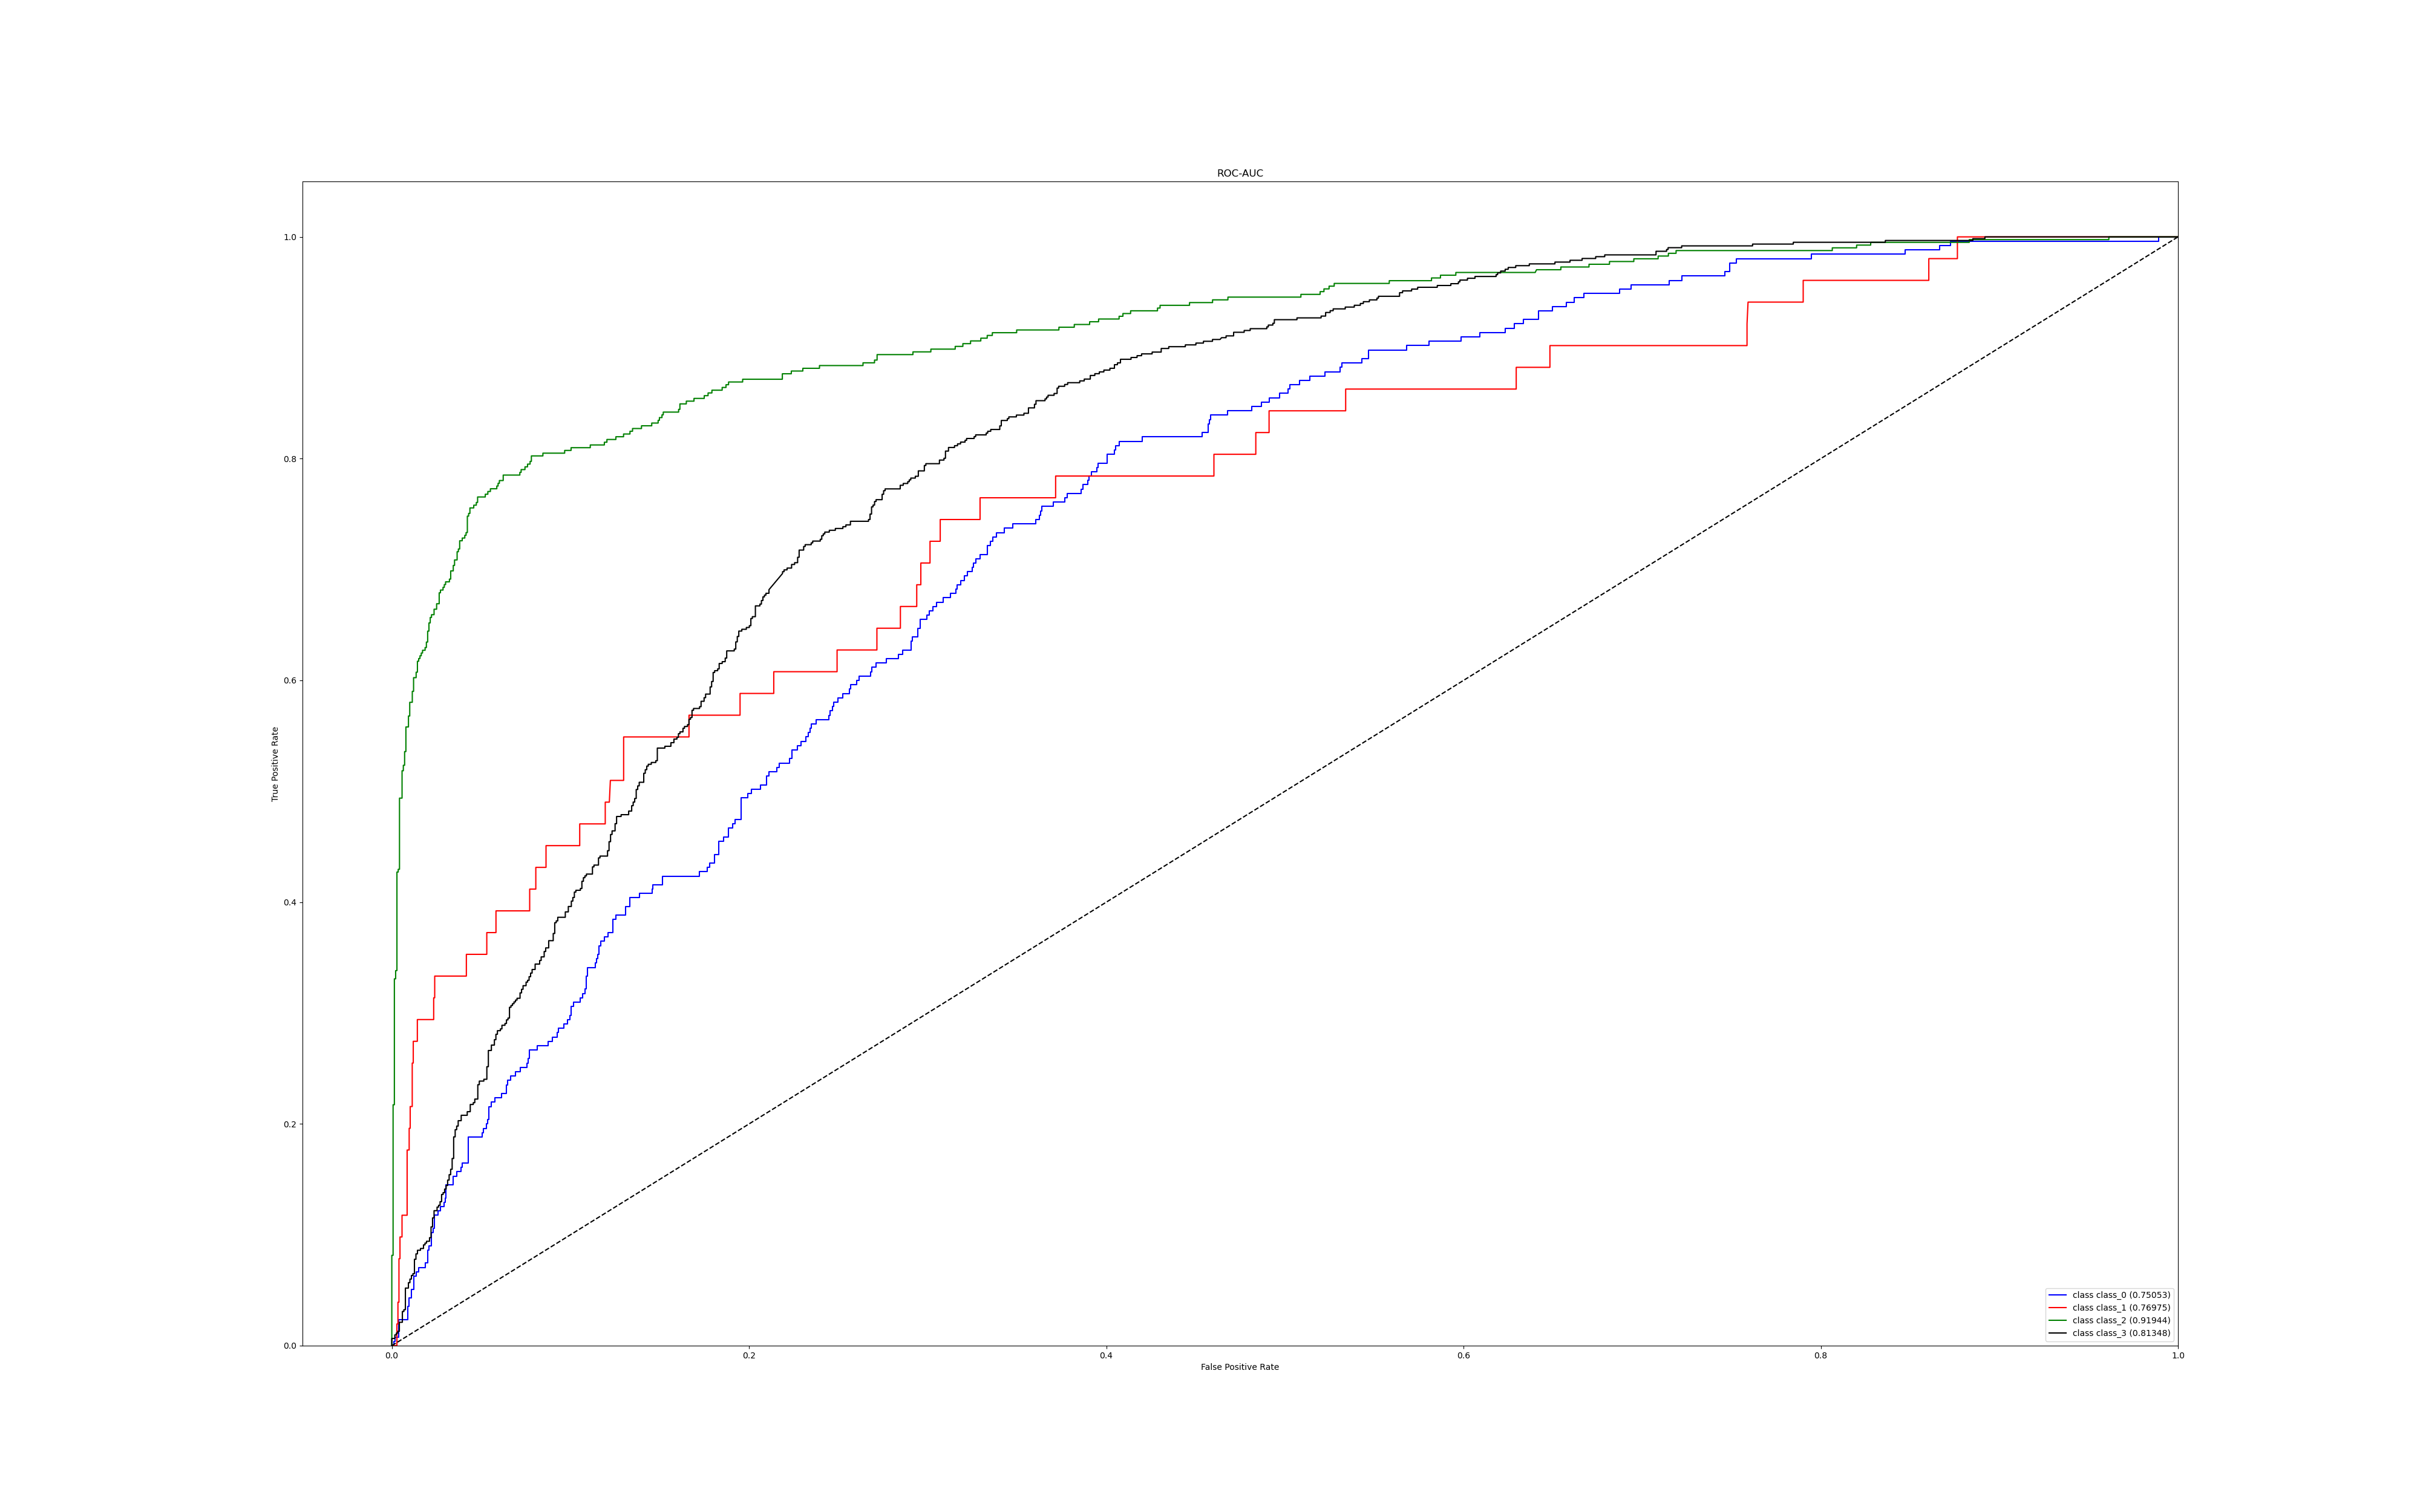 ROC-AUC
1.0
0.8
0.6
0.4
0.2
0.0
True Positive Rate
0.0 0.2 0.4 0.6 0.8 1.0
False Positive Rate
class class_0 (0.75053)
class class_1 (0.76975)
class class_2 (0.91944)
class class_3 (0.81348)